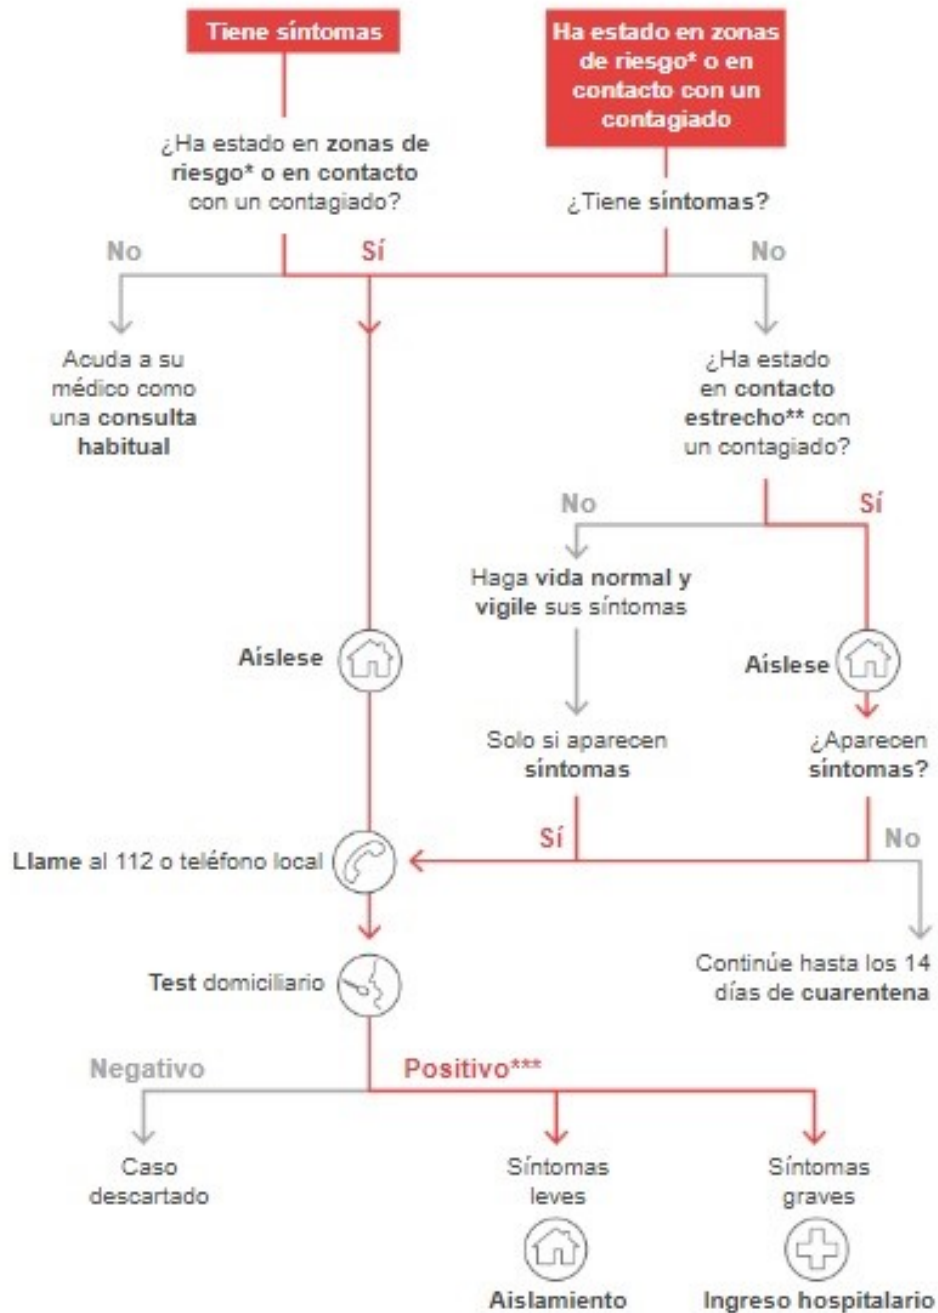 Tiene síntomas
Ha estado en zonas
de riesgo* o en
contacto con un
contagiado
¿Ha estado en zonas de
riesgo* o en contacto
con un contagiado?
¿Tiene síntomas?
No
Sí
No
Acuda a su
médico como
una consulta
habitual
¿Ha estado
en contacto
estrecho** con
un contagiado?
No
Sí
Haga vida normal y
vigile sus síntomas
Aíslese
Aíslese
Solo si aparecen
síntomas
¿Aparecen
síntomas?
Sí
No
Llame al 112 o teléfono local
Continúe hasta los 14
días de cuarentena
Test domiciliario
Negativo
Positivo***
Caso
descartado
Síntomas
leves
Síntomas
graves
Aislamiento
Ingreso hospitalario